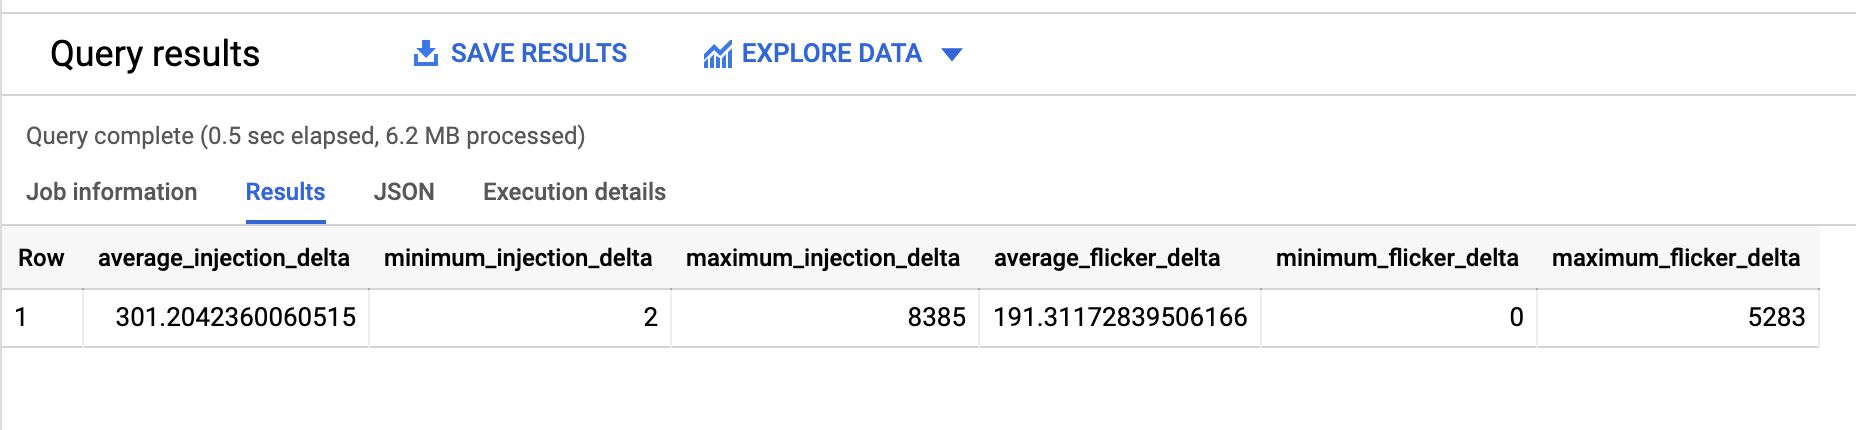 Query results SAVE RESULTS EXPLORE DATA
Query complete (0.5 sec elapsed, 6.2 MB processed)
Job information Results JSON Execution details
Row average_injection_delta minimum_injection_delta maximum_injection_delta average_flicker_delta minimum_flicker_delta maximum_flicker_delta
1 301.2042360060515 2 8385 191.31172839506166 0 5283